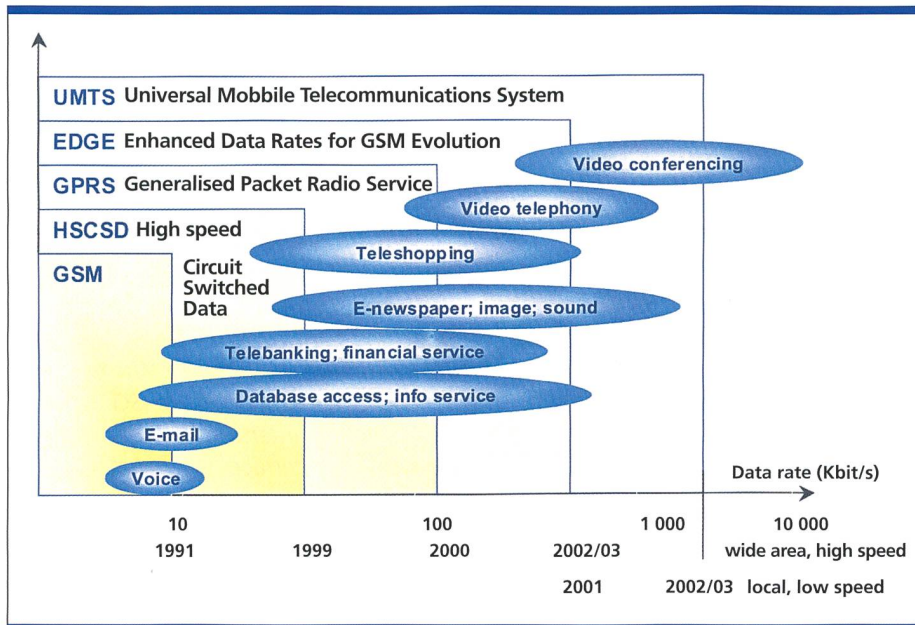 UMTS Universal Mobbile Telecommunications System
EDGE Enhanced Data Rates for GSM Evolution
Video conferencing
GPRS Generalised Packet Radio Service
Video telephony
HSCSD High speed
Teleshopping
GSM
Circuit
Switched
Data
E-newspaper; image; sound
Telebanking; financial service
Database access; info service
E-mail
Voice
Data rate (Kbit/s)
10 100 1 000 10 000
1991 1999 2000 2002/03 wide area, high speed
2001 2002/03 local, low speed